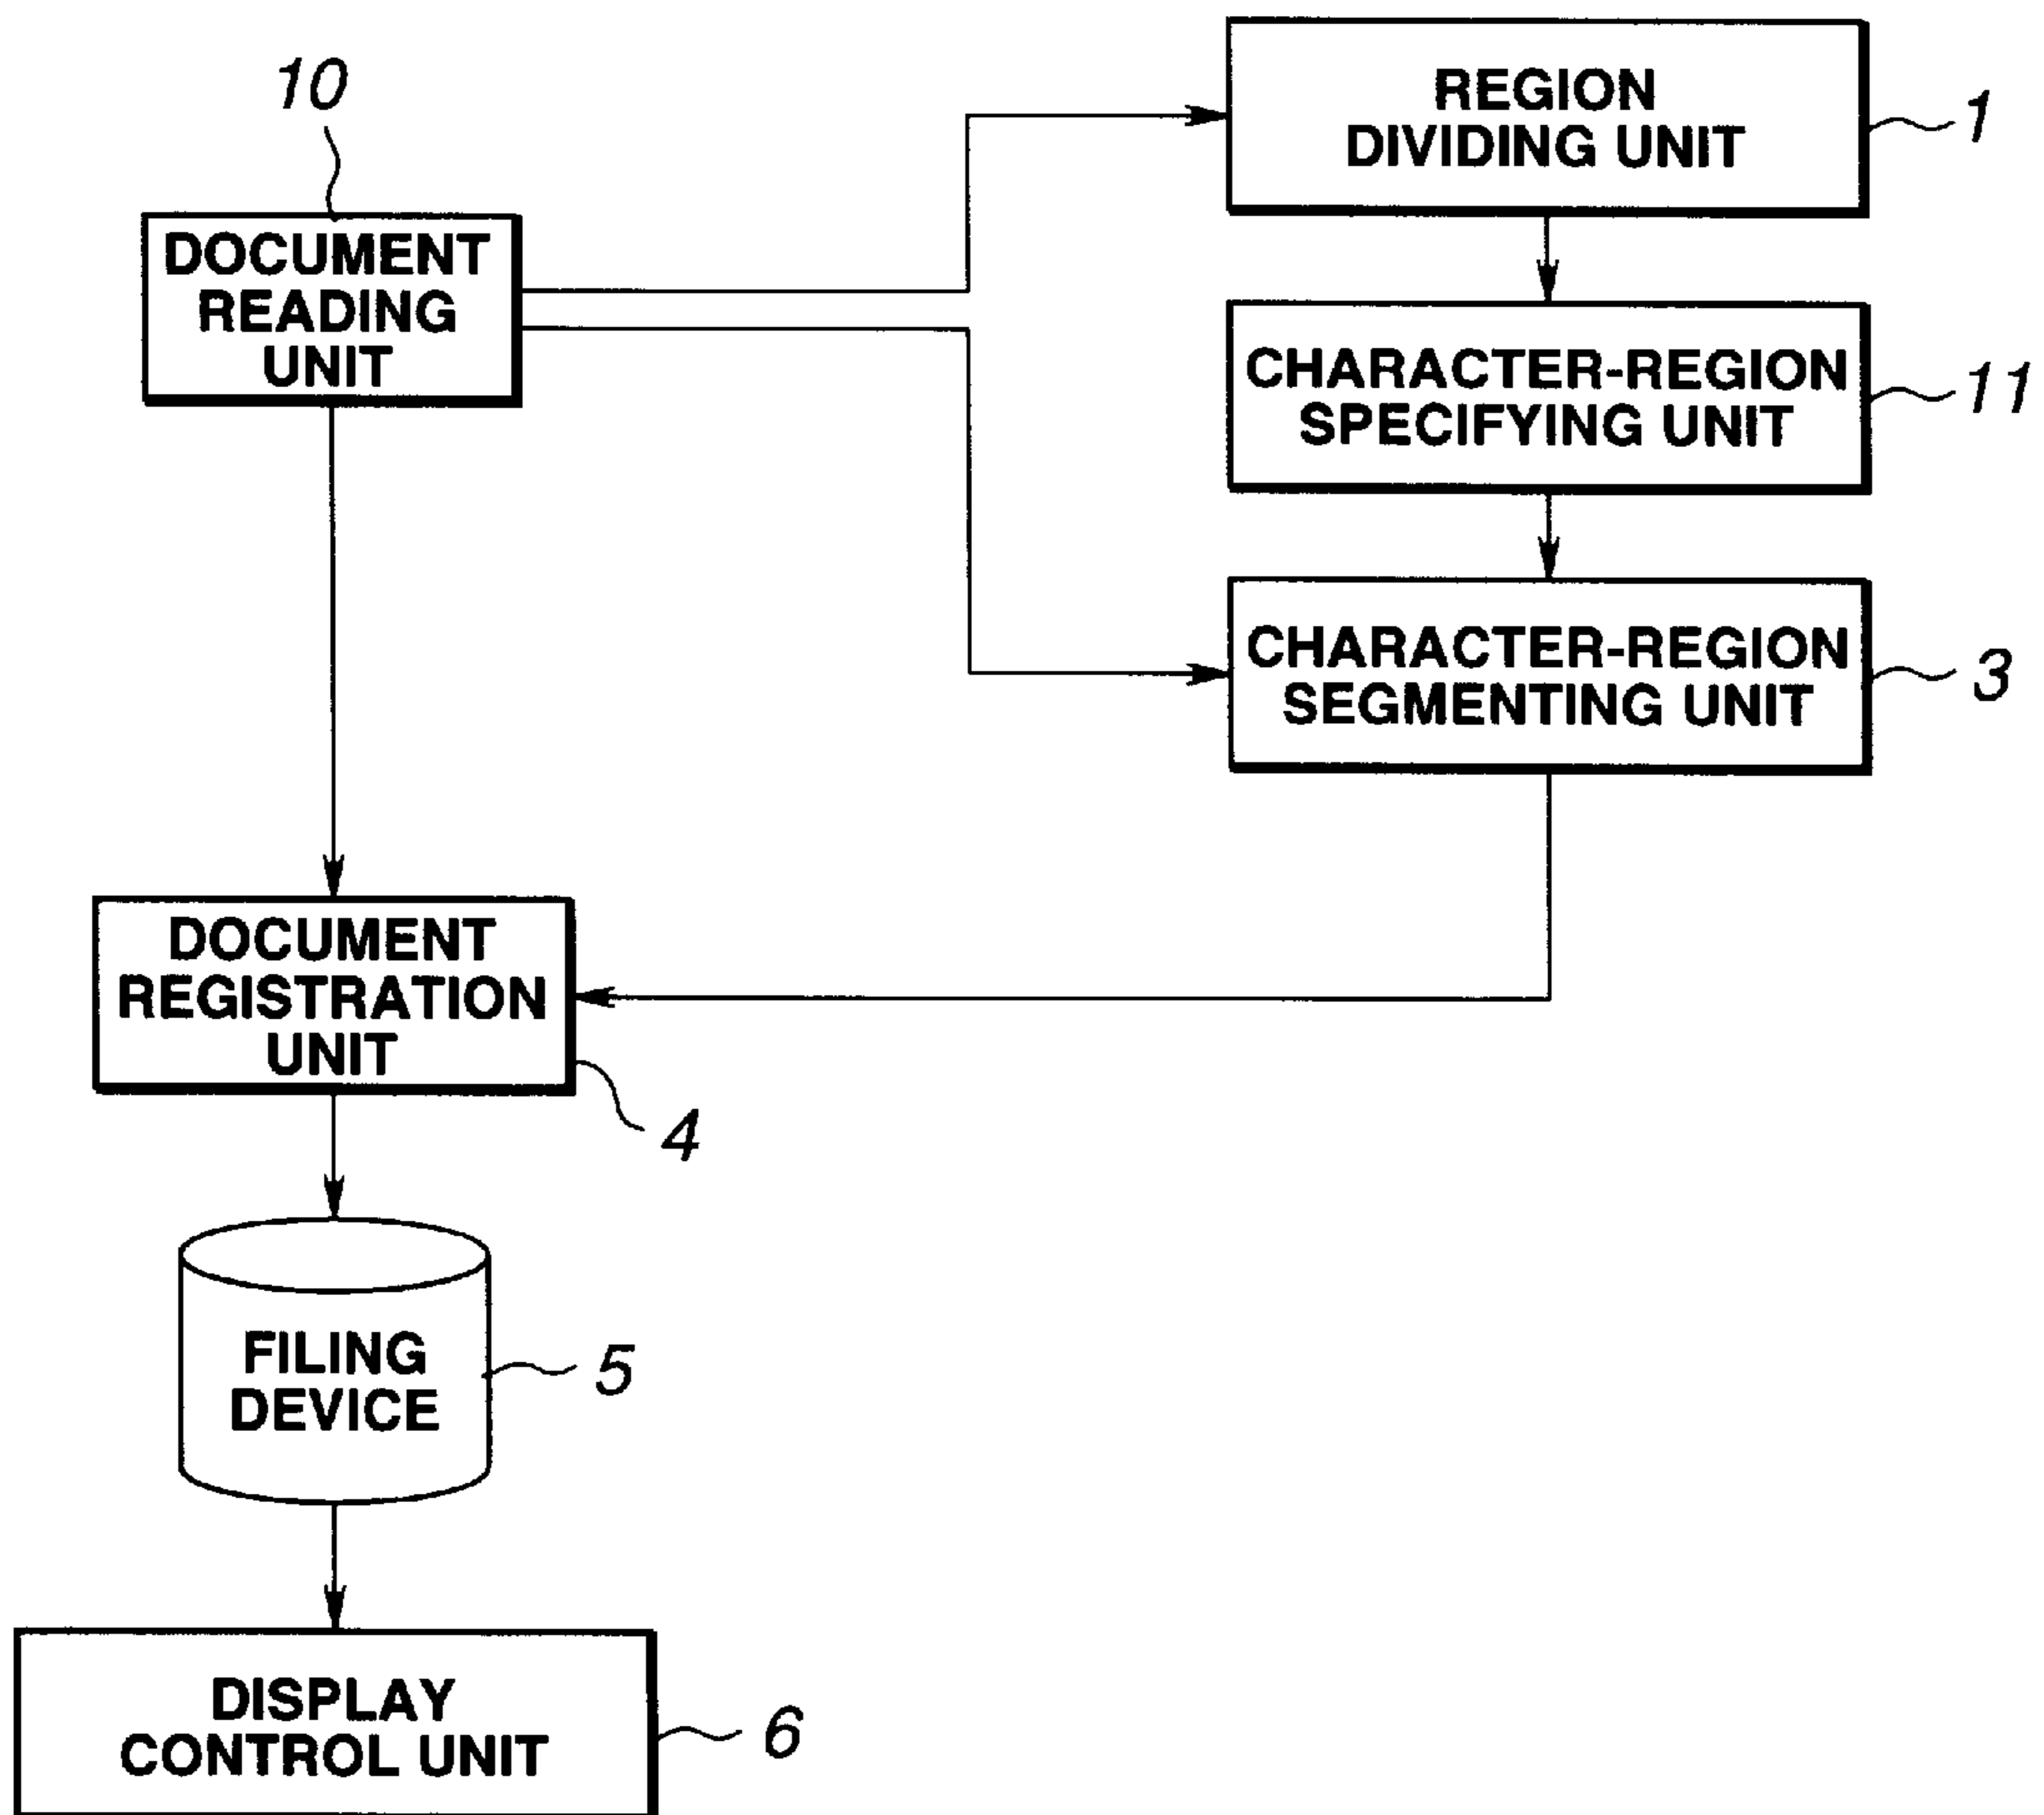 10
DOCUMENT
READING
UNIT
REGION
DIVIDING UNIT
1
CHARACTER-REGION
SPECIFYING UNIT
11
CHARACTER-REGION
SEGMENTING UNIT
3
DOCUMENT
REGISTRATION
UNIT
4
FILING
DEVICE
5
DISPLAY
CONTROL UNIT
6